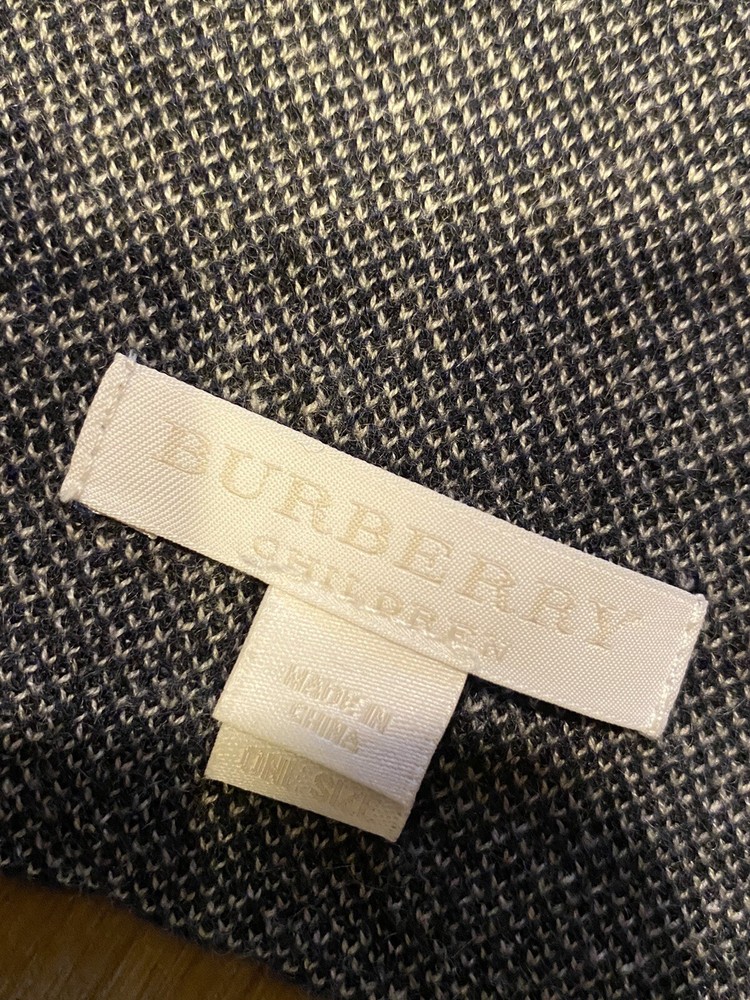 BURBERRY
CHILDREN
MADE IN
CHINA
ONE SIZE